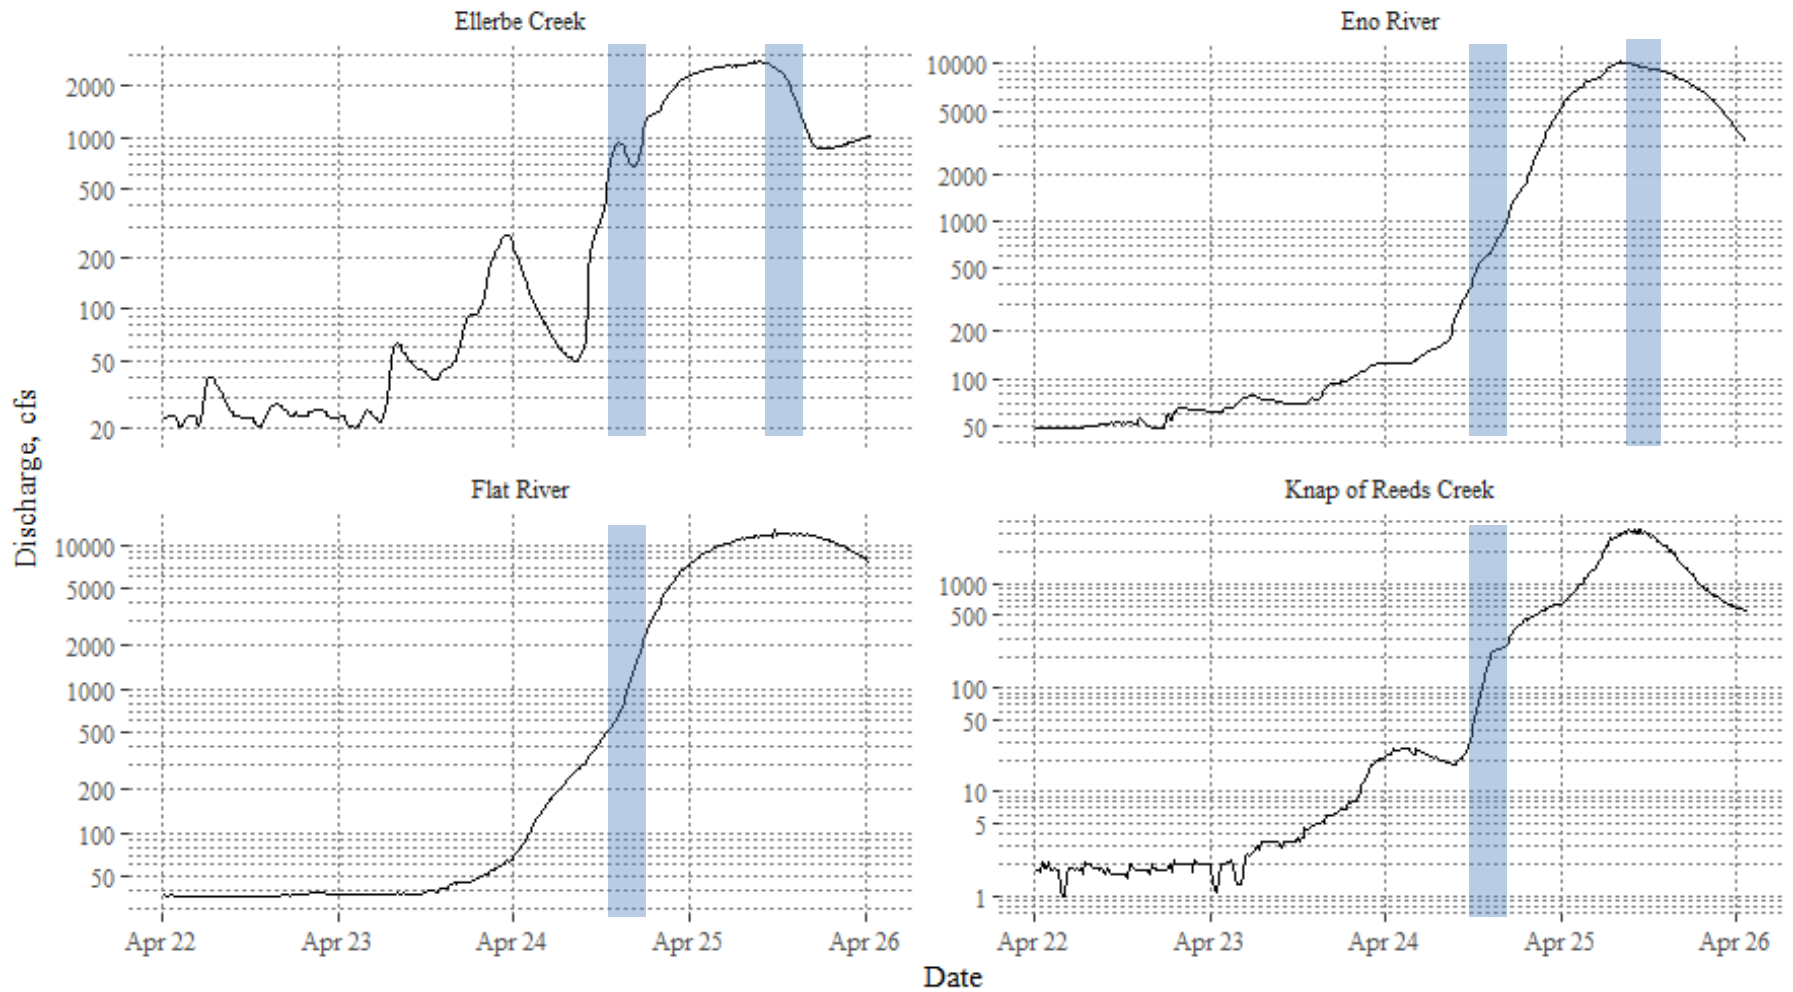 Ellerbe Creek
Eno River
2000
1000
500
200
100
50
20
10000
5000
2000
1000
500
200
100
50
Discharge, cfs
Flat River
Knap of Reeds Creek
10000
5000
2000
1000
500
200
100
50
1000
500
100
50
10
5
1
Apr 22
Apr 23
Apr 24
Apr 25
Apr 26
Apr 22
Apr 23
Apr 24
Apr 25
Apr 26
Date